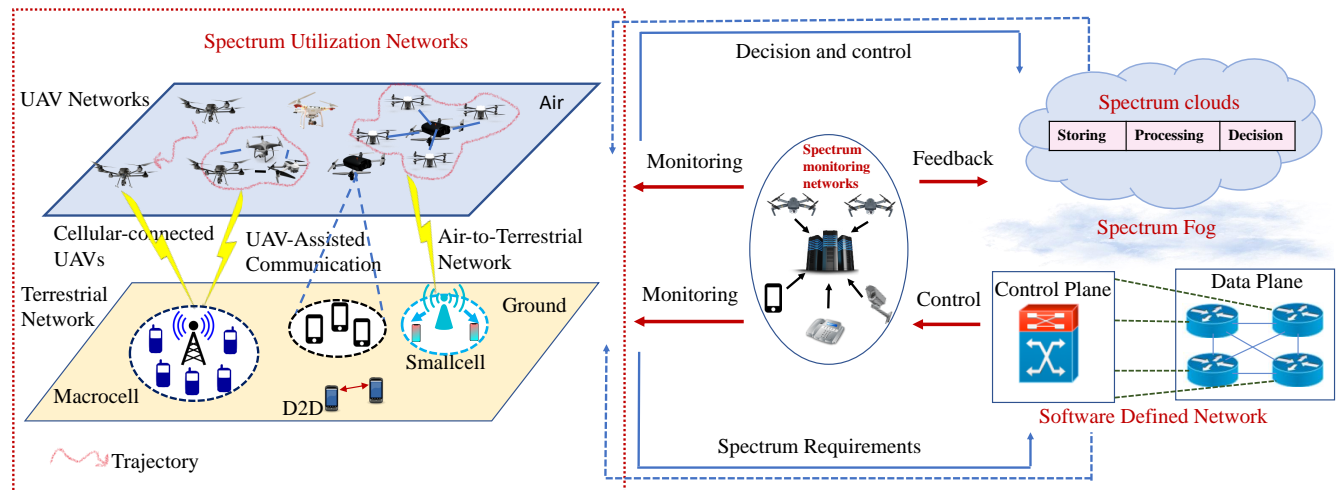 Spectrum Utilization Networks
UAV Networks
Air
Cellular-connected
UAVs
UAV-Assisted
Communication
Air-to-Terrestrial
Network
Terrestrial
Network
Ground
Macrocell
Smallcell
D2D
Trajectory
Decision and control
Monitoring
Spectrum
monitoring
networks
Feedback
Monitoring
Control
Spectrum Requirements
Spectrum clouds
Storing
Processing
Decision
Spectrum Fog
Control Plane
Data Plane
Software Defined Network